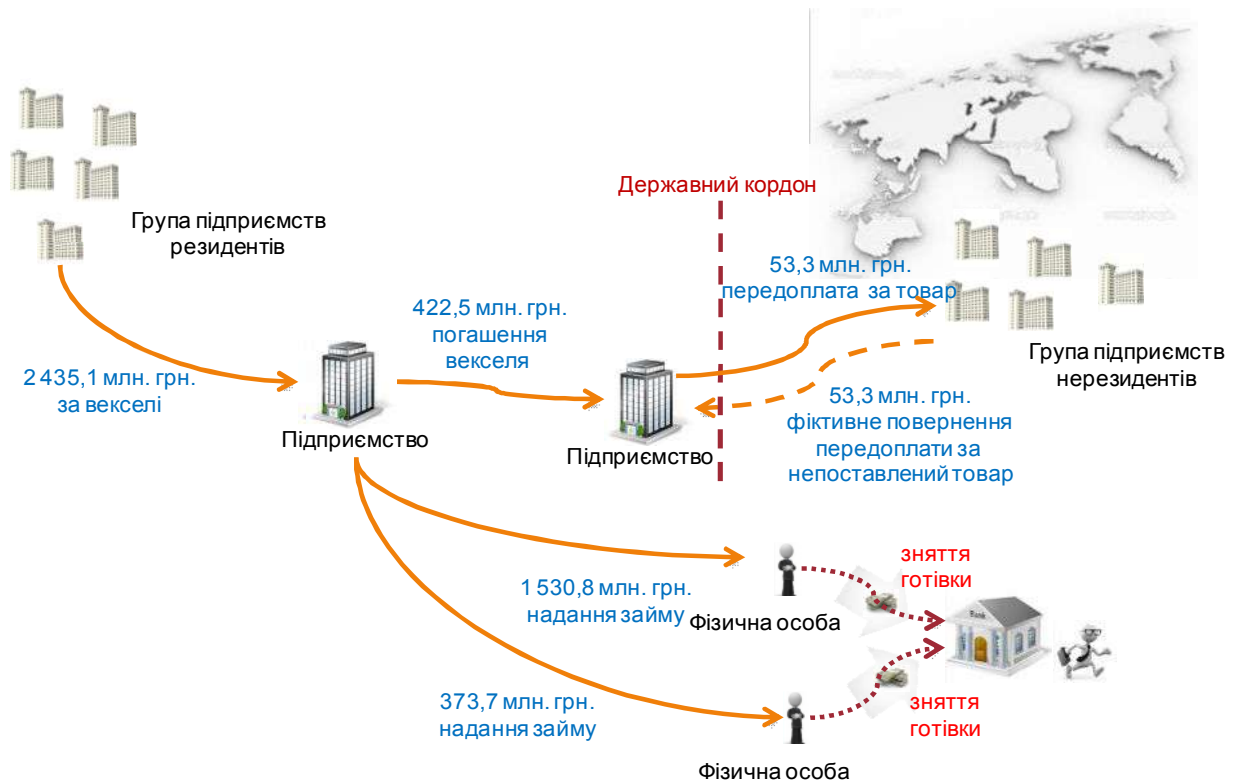 Державний кордон
Група підприємств
резидентів
53,3 млн. грн.
передоплата за товар
422,5 млн. грн.
погашення
векселя
Група підприємств
нерезидентів
2 435,1 млн. грн.
за векселі
53,3 млн. грн.
фіктивне повернення
передоплати за
непоставлений товар
Підприємство
Підприємство
зняття
готівки
1 530,8 млн. грн.
надання займу
Фізична особа
Bank
373,7 млн. грн.
надання займу
зняття
готівки
Фізична особа